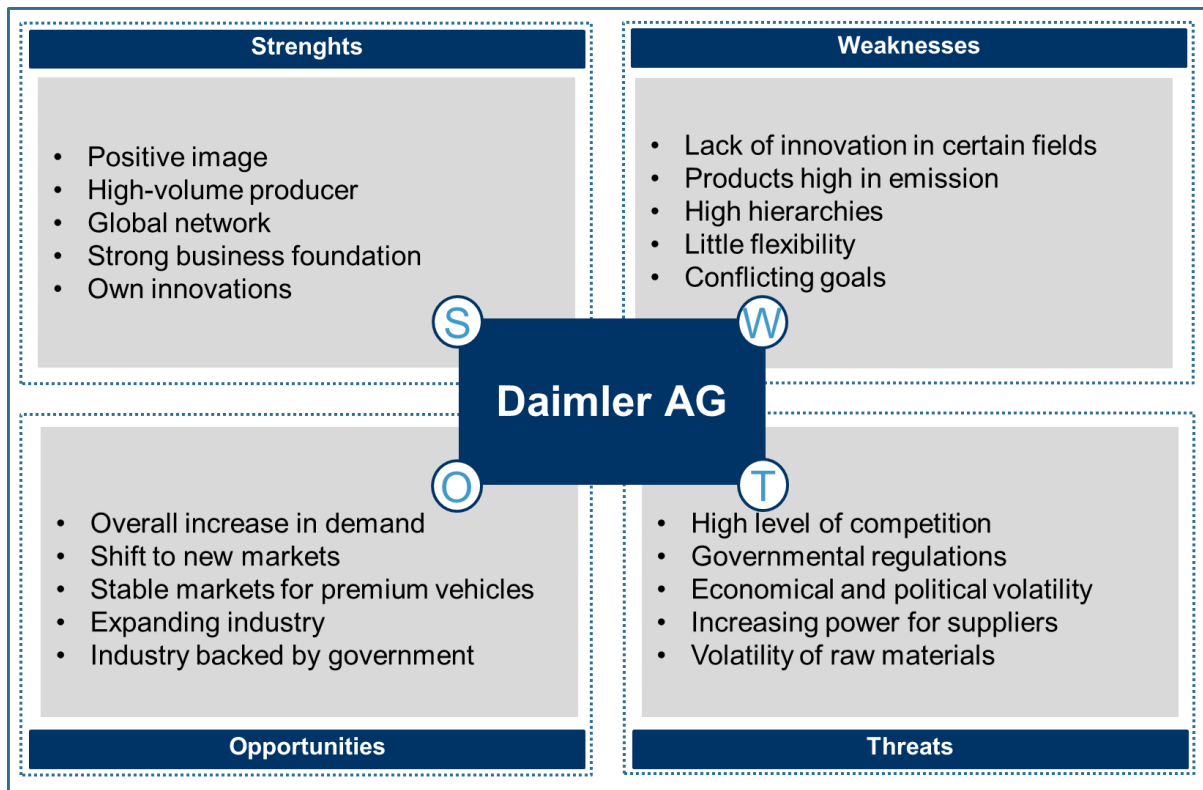 Strenghts
• Positive image
• High-volume producer
• Global network
• Strong business foundation
• Own innovations
Weaknesses
• Lack of innovation in certain fields
• Products high in emission
• High hierarchies
• Little flexibility
• Conflicting goals
S
W
Daimler AG
O
T
• Overall increase in demand
• Shift to new markets
• Stable markets for premium vehicles
• Expanding industry
• Industry backed by government
Opportunities
• High level of competition
• Governmental regulations
• Economical and political volatility
• Increasing power for suppliers
• Volatility of raw materials
Threats